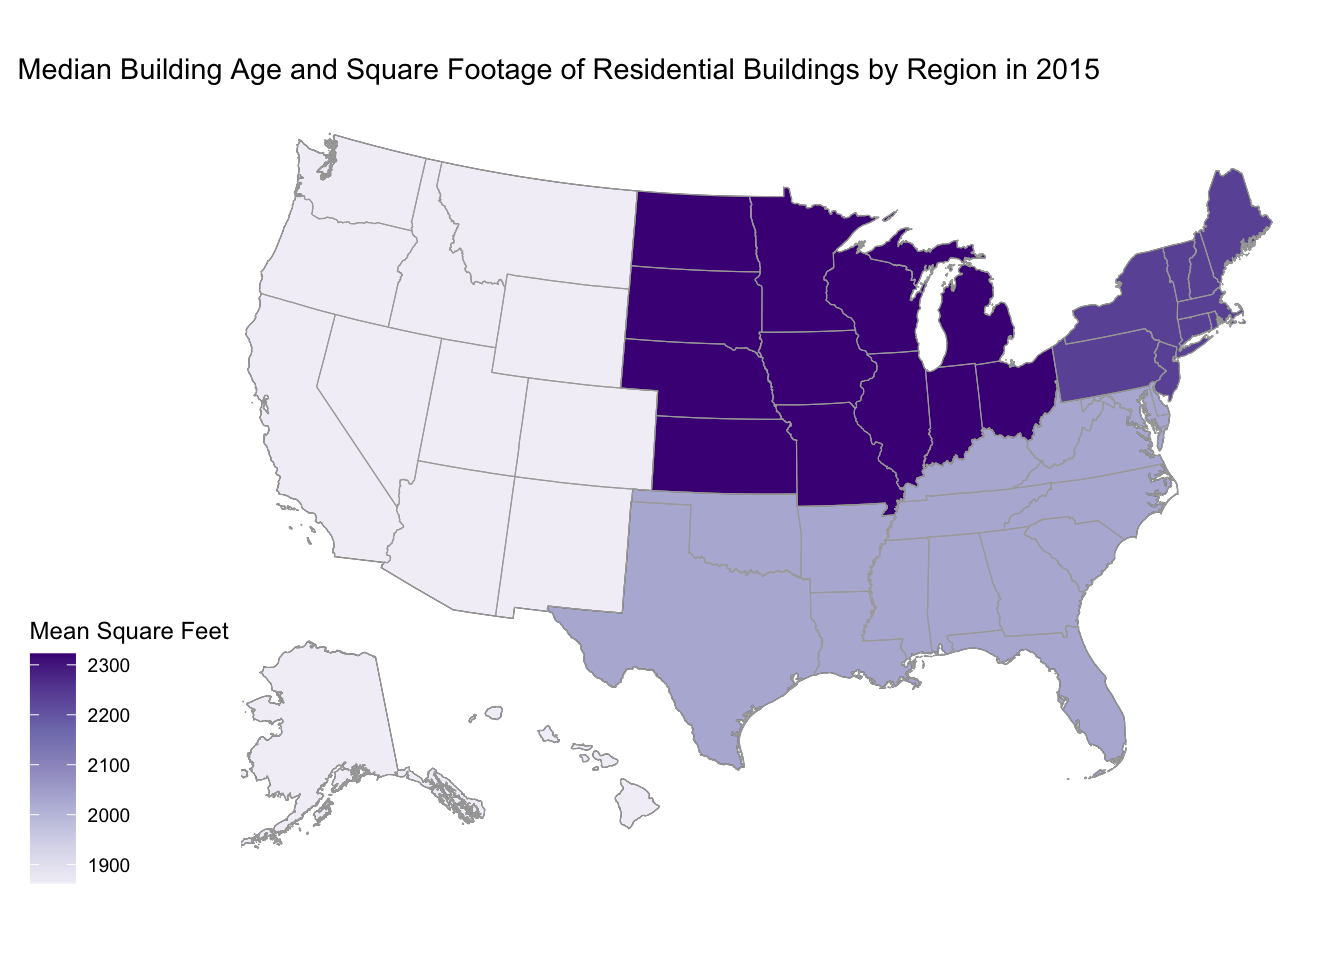 Median Building Age and Square Footage of Residential Buildings by Region in 2015
Mean Square Feet
2300
2200
2100
2000
1900